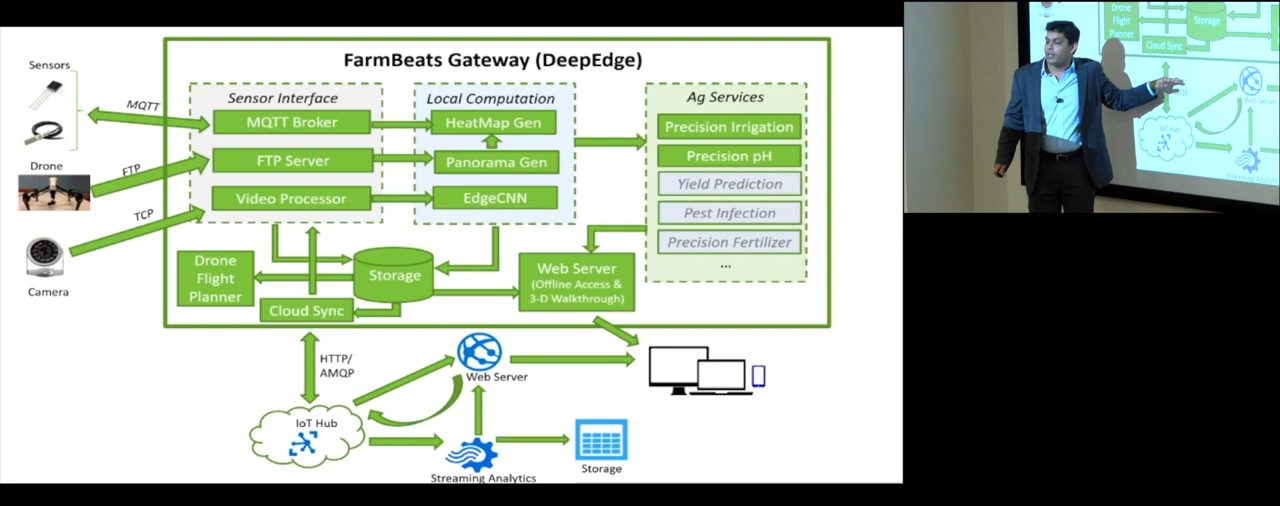 FarmBeats Gateway (DeepEdge)
Sensors
MQTT
Drone
FTP
TCP
Camera
Sensor Interface
MQTT Broker
FTP Server
Video Processor
Local Computation
HeatMap Gen
Panorama Gen
EdgeCNN
Ag Services
Precision Irrigation
Precision pH
Yield Prediction
Pest Infection
Precision Fertilizer
...
Drone
Flight
Planner
Storage
Cloud Sync
Web Server
(Offline Access &
3-D Walkthrough)
HTTP/
AMQP
Web Server
IoT Hub
Streaming Analytics
Storage
Drone
Flight
Planner
Storage
Cloud Sync
Web Server
IoT Hub
Streaming Analytics